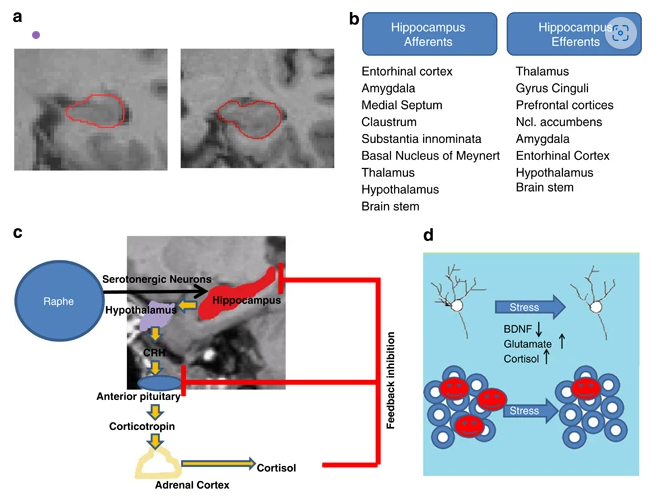 a
b
Hippocampus
Afferents
Hippocampus
Efferents
Entorhinal cortex
Amygdala
Medial Septum
Claustrum
Substantia innominata
Basal Nucleus of Meynert
Thalamus
Hypothalamus
Brain stem
Thalamus
Gyrus Cinguli
Prefrontal cortices
Ncl. accumbens
Amygdala
Entorhinal Cortex
Hypothalamus
Brain stem
c
Raphe
Serotonergic Neurons
Hippocampus
Hypothalamus
CRH
Anterior pituitary
Corticotropin
Adrenal Cortex
Cortisol
Feedback inhibition
d
Stress
BDNF
Glutamate
Cortisol
Stress